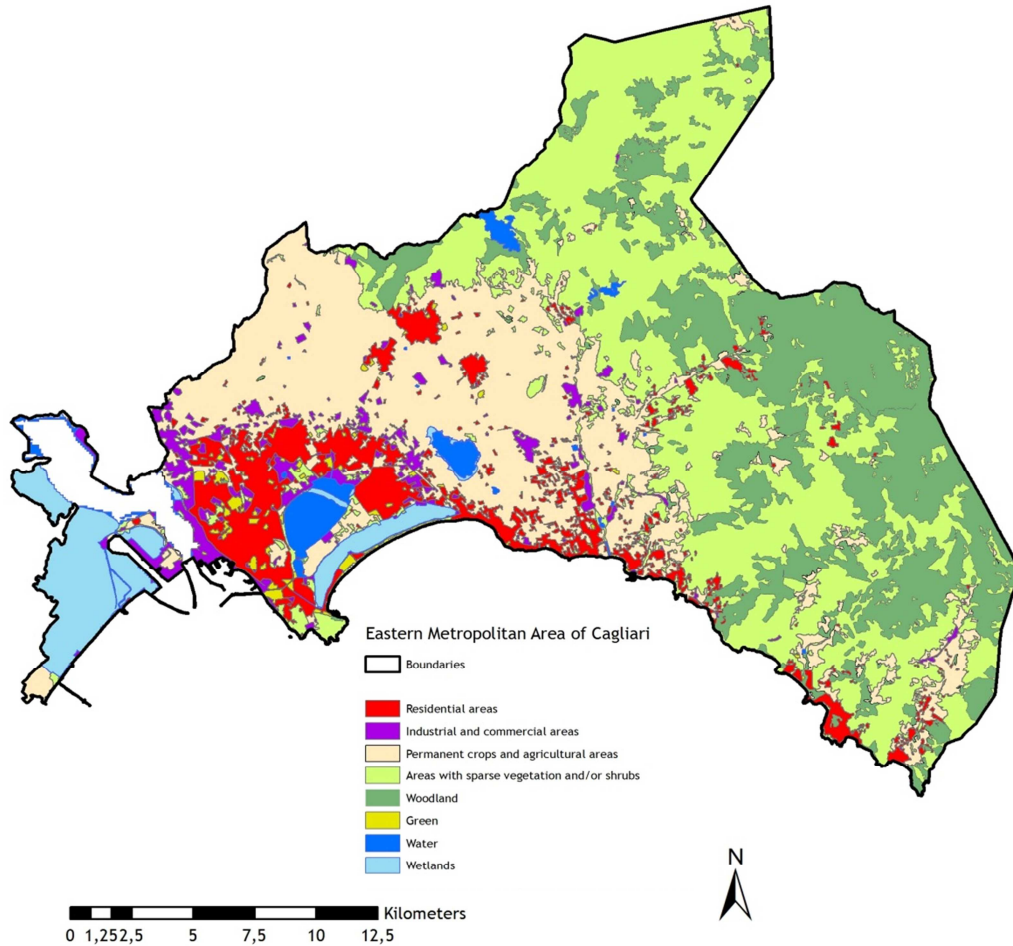 Eastern Metropolitan Area of Cagliari
Boundaries
Residential areas
Industrial and commercial areas
Permanent crops and agricultural areas
Areas with sparse vegetation and/or shrubs
Woodland
Green
Water
Wetlands
N
Kilometers
0 1,252,5 5 7,5 10 12,5